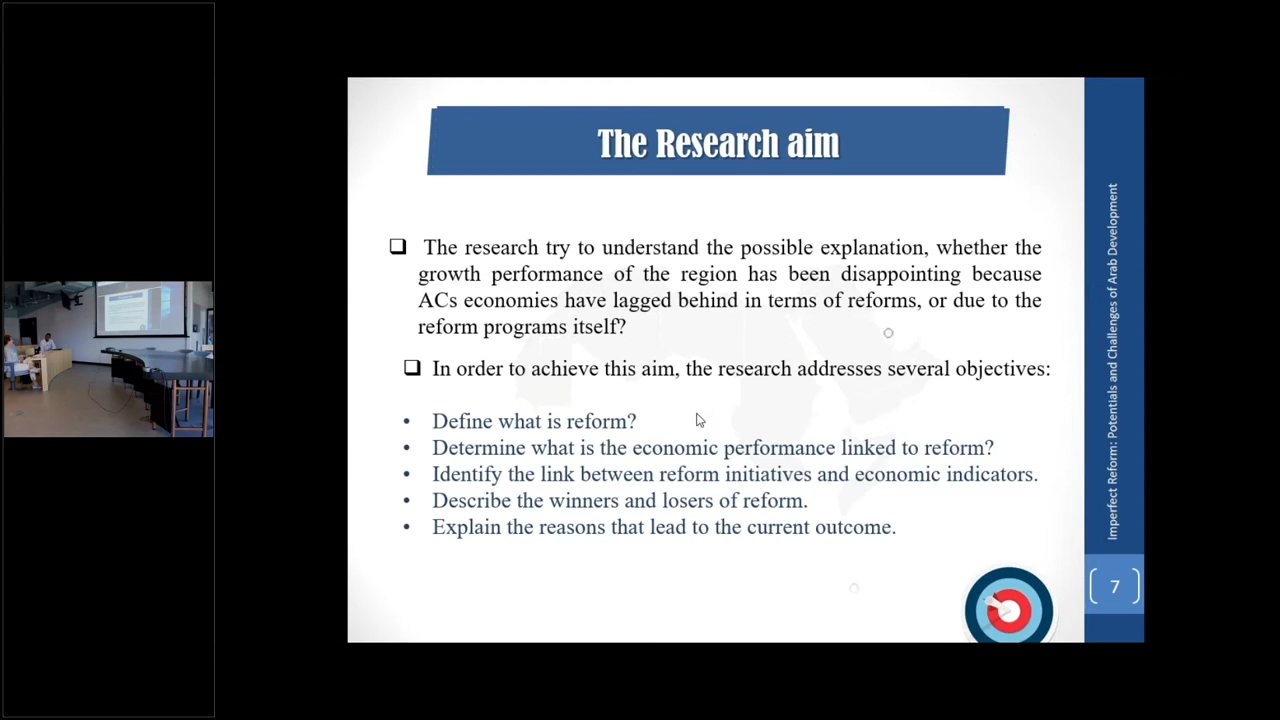 The Research aim
The research try to understand the possible explanation, whether the
growth performance of the region has been disappointing because
ACs economies have lagged behind in terms of reforms, or due to the
reform programs itself?
In order to achieve this aim, the research addresses several objectives:
• Define what is reform?
• Determine what is the economic performance linked to reform?
• Identify the link between reform initiatives and economic indicators.
• Describe the winners and losers of reform.
• Explain the reasons that lead to the current outcome.
Imperfect Reform: Potentials and Challenges of Arab Development
7